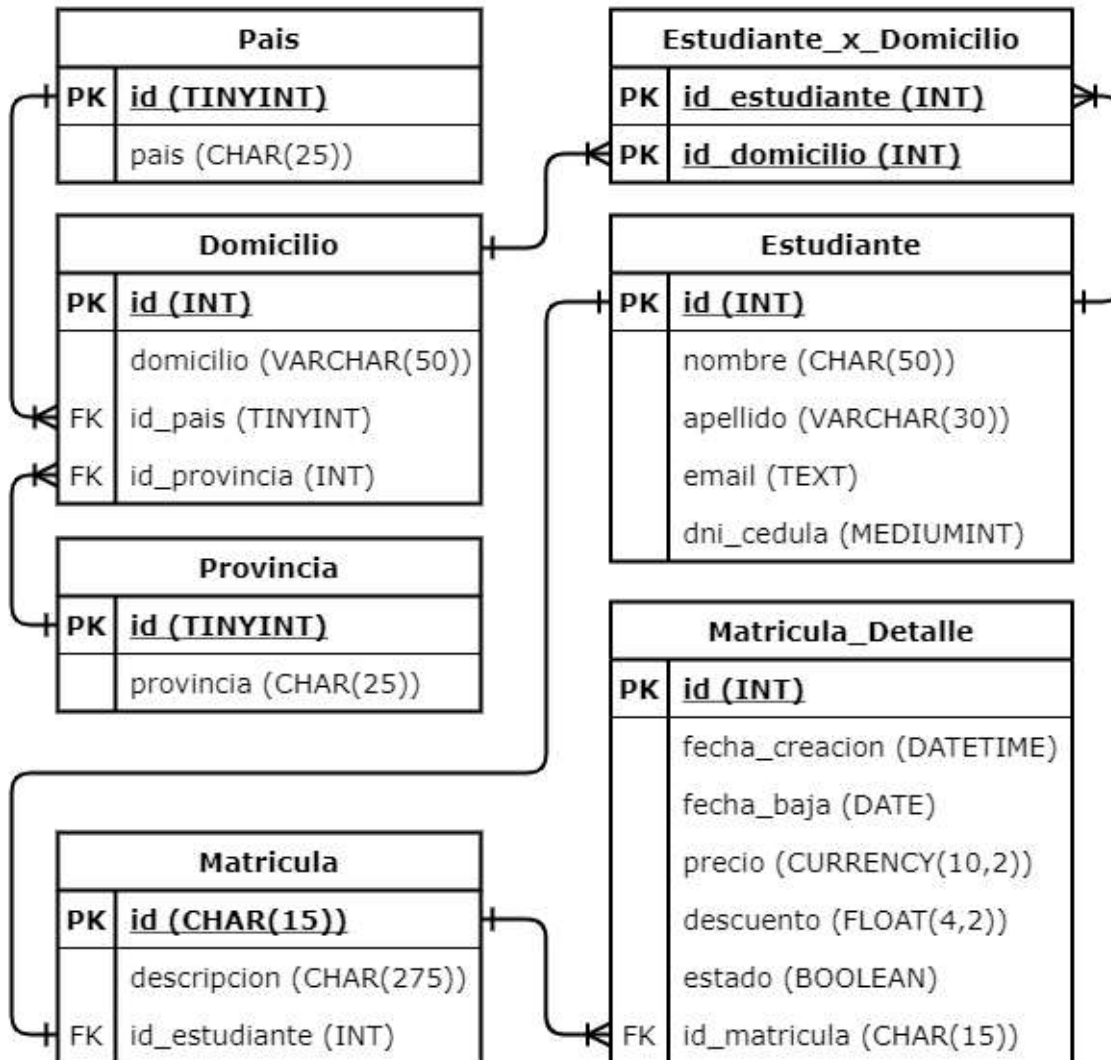 Pais
PK id (TINYINT)
pais (CHAR(25))
Domicilio
PK id (INT)
domicilio (VARCHAR(50))
FK id_pais (TINYINT)
FK id_provincia (INT)
Provincia
PK id (TINYINT)
provincia (CHAR(25))
Matricula
PK id (CHAR(15))
descripcion (CHAR(275))
FK id_estudiante (INT)
Estudiante_x_Domicilio
PK id_estudiante (INT)
PK id_domicilio (INT)
Estudiante
PK id (INT)
nombre (CHAR(50))
apellido (VARCHAR(30))
email (TEXT)
dni_cedula (MEDIUMINT)
Matricula_Detalle
PK id (INT)
fecha_creacion (DATETIME)
fecha_baja (DATE)
precio (CURRENCY(10,2))
descuento (FLOAT(4,2))
estado (BOOLEAN)
FK id_matricula (CHAR(15))